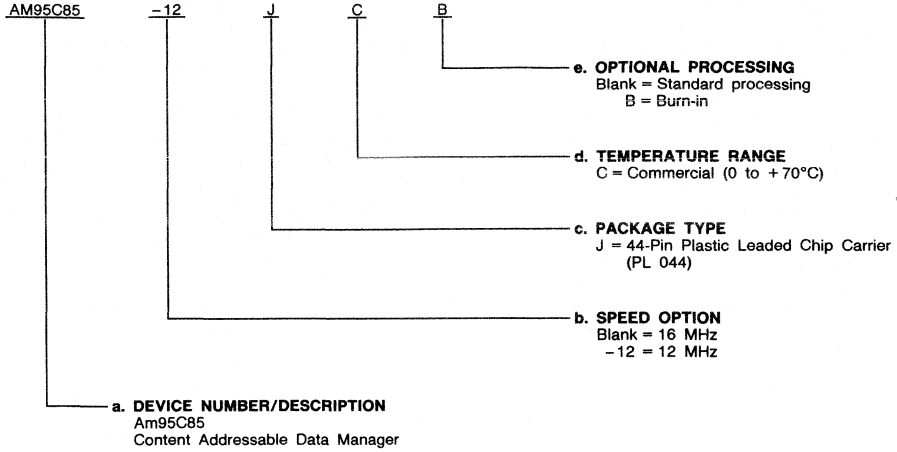 AM95C85 -12 J C B
e. OPTIONAL PROCESSING
Blank = Standard processing
B = Burn-in
d. TEMPERATURE RANGE
C = Commercial (0 to +70°C)
c. PACKAGE TYPE
J = 44-Pin Plastic Leaded Chip Carrier
(PL 044)
b. SPEED OPTION
Blank = 16 MHz
-12 = 12 MHz
a. DEVICE NUMBER/DESCRIPTION
Am95C85
Content Addressable Data Manager